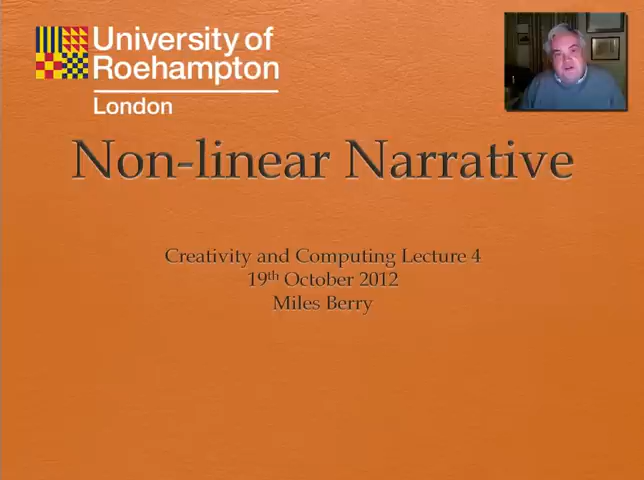 University of
Roehampton
London
Non-linear Narrative
Creativity and Computing Lecture 4
19th October 2012
Miles Berry